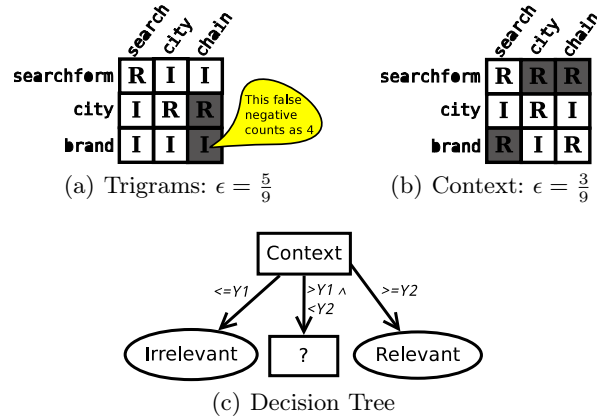 search city chain
searchform R I I
city I R R
brand I I I
This false
negative
counts as 4
(a) Trigrams: ϵ = 5/9
search city chain
searchform R R R
city I R I
brand R I R
(b) Context: ϵ = 3/9
Context
<=Y1
>Y1 ∧
<Y2
>=Y2
Irrelevant
?
Relevant
(c) Decision Tree